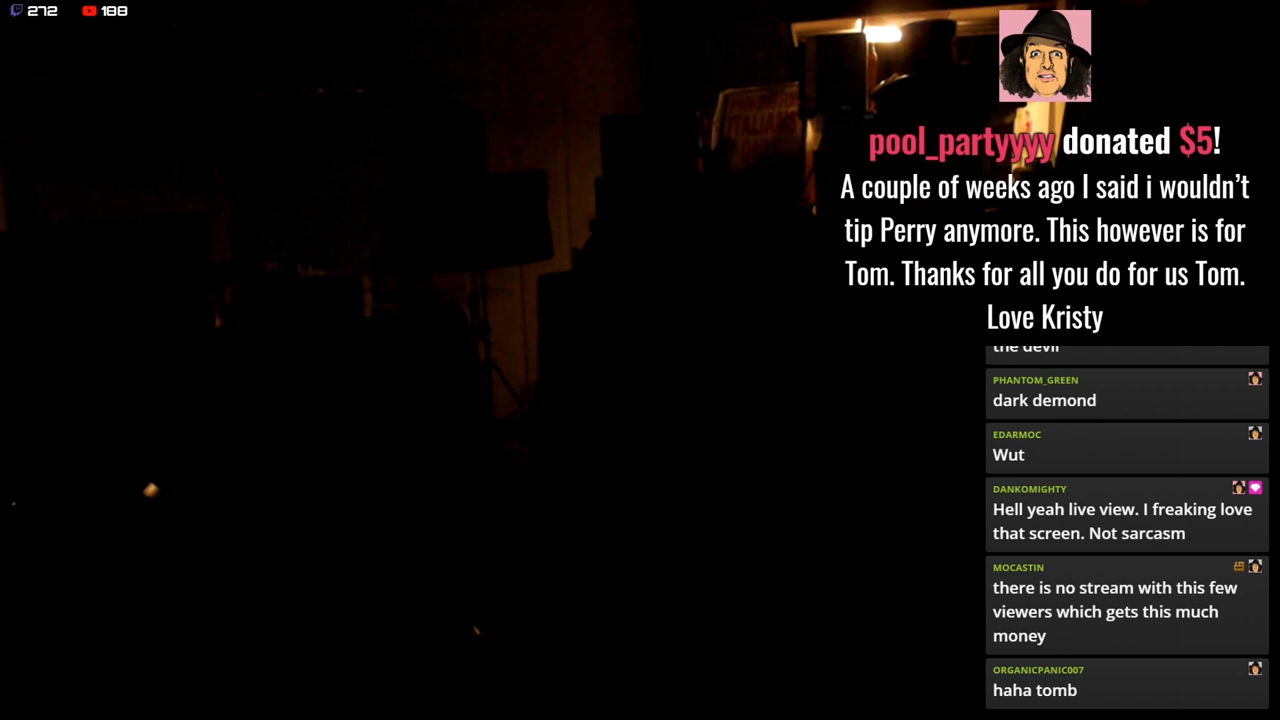 272 188
pool_partyyyy donated $5!
A couple of weeks ago I said i wouldn’t
tip Perry anymore. This however is for
Tom. Thanks for all you do for us Tom.
Love Kristy
the devil
PHANTOM_GREEN
dark demond
EDARMOC
Wut
DANKOMIGHTY
Hell yeah live view. I freaking love
that screen. Not sarcasm
MOCASTIN
there is no stream with this few
viewers which gets this much
money
ORGANICPANIC007
haha tomb
ITALIANS